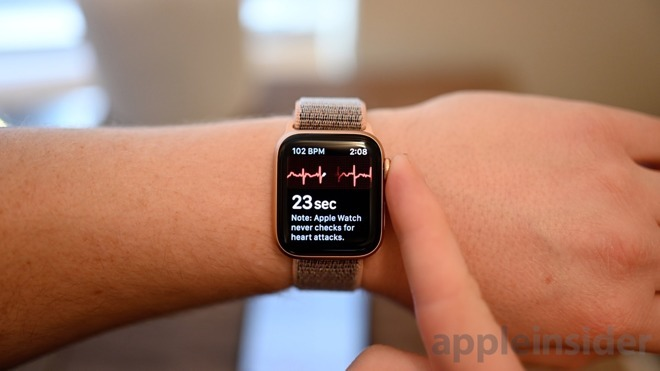 102 BPM 2:08
23 sec
Note: Apple Watch
never checks for
heart attacks.
appleinsider